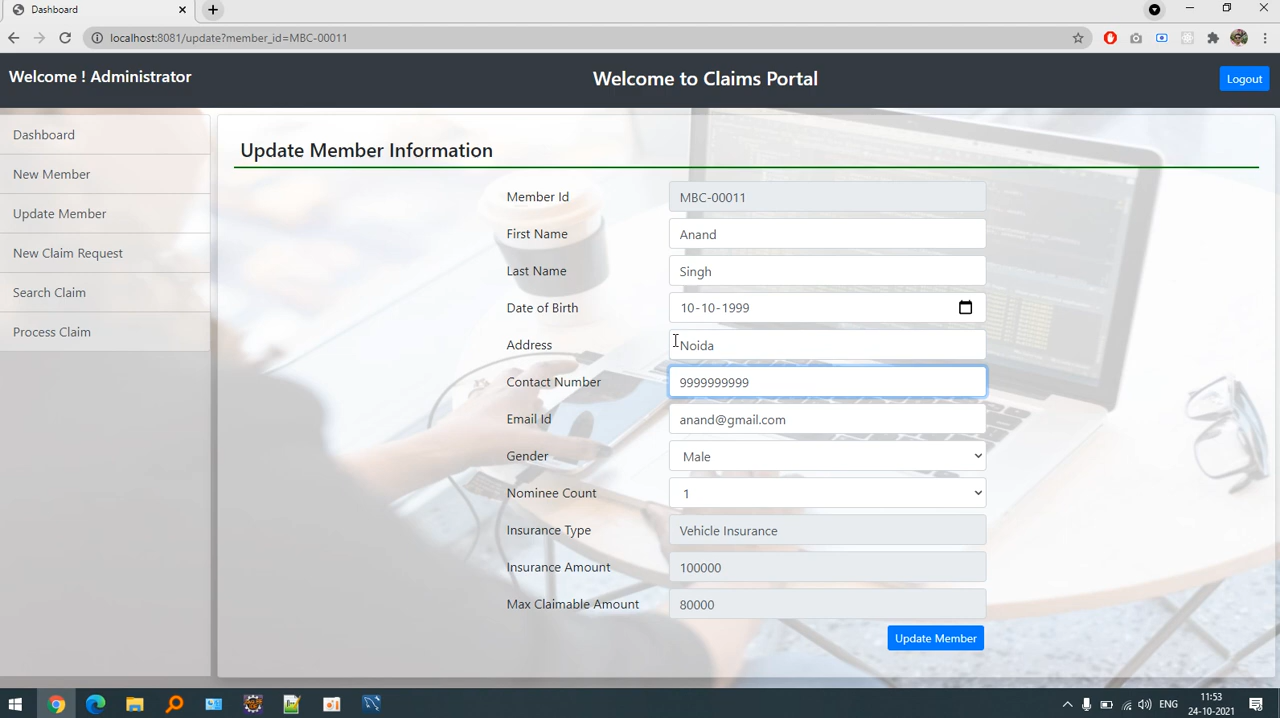 Dashboard
localhost:8081/update?member_id=MBC-00011
Welcome ! Administrator
Welcome to Claims Portal
Logout
Dashboard
New Member
Update Member
New Claim Request
Search Claim
Process Claim
Update Member Information
Member Id MBC-00011
First Name Anand
Last Name Singh
Date of Birth 10-10-1999
Address Noida
Contact Number 9999999999
Email Id anand@gmail.com
Gender Male
Nominee Count 1
Insurance Type Vehicle Insurance
Insurance Amount 100000
Max Claimable Amount 80000
Update Member
ENG
11:53
24-10-2021